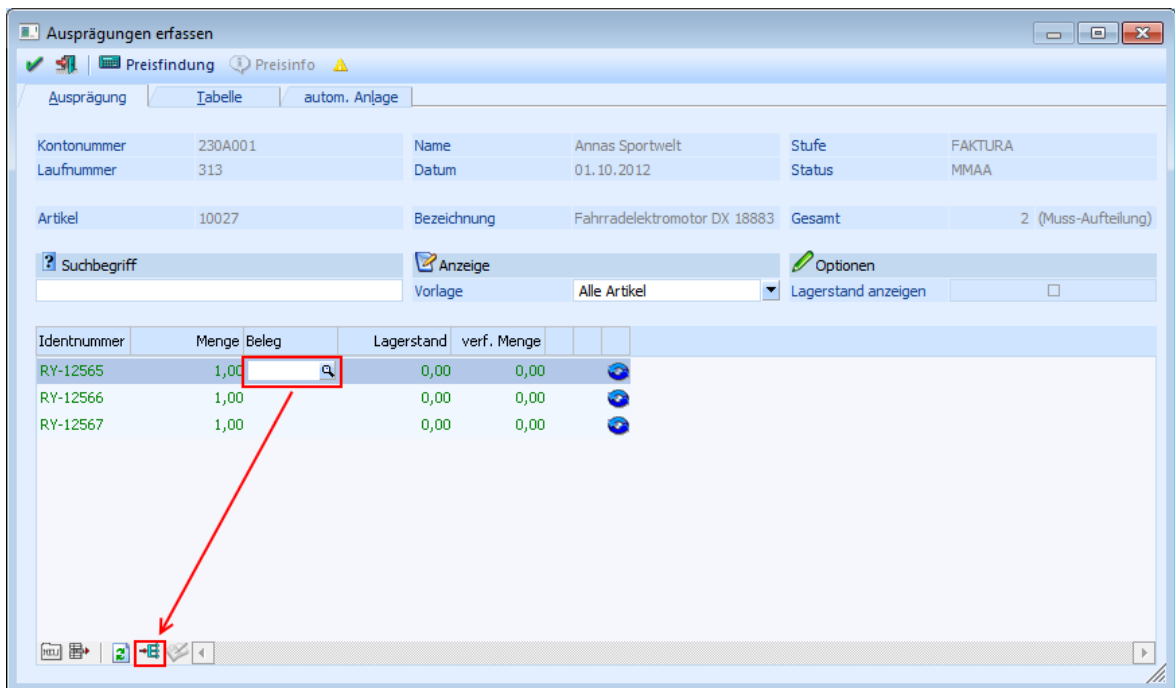 Ausprägungen erfassen
Preisfindung Preisinfo
Ausprägung Tabelle autom. Anlage
Kontonummer 230A001 Name Annas Sportwelt Stufe FAKTURA
Laufnummer 313 Datum 01.10.2012 Status MMAA
Artikel 10027 Bezeichnung Fahrradelektromotor DX 18883 Gesamt 2 (Muss-Aufteilung)
Suchbegriff Anzeige Optionen
Vorlage Alle Artikel Lagerstand anzeigen
Identnummer Menge Beleg Lagerstand verf. Menge
RY-12565 1,00 0,00 0,00
RY-12566 1,00 0,00 0,00
RY-12567 1,00 0,00 0,00